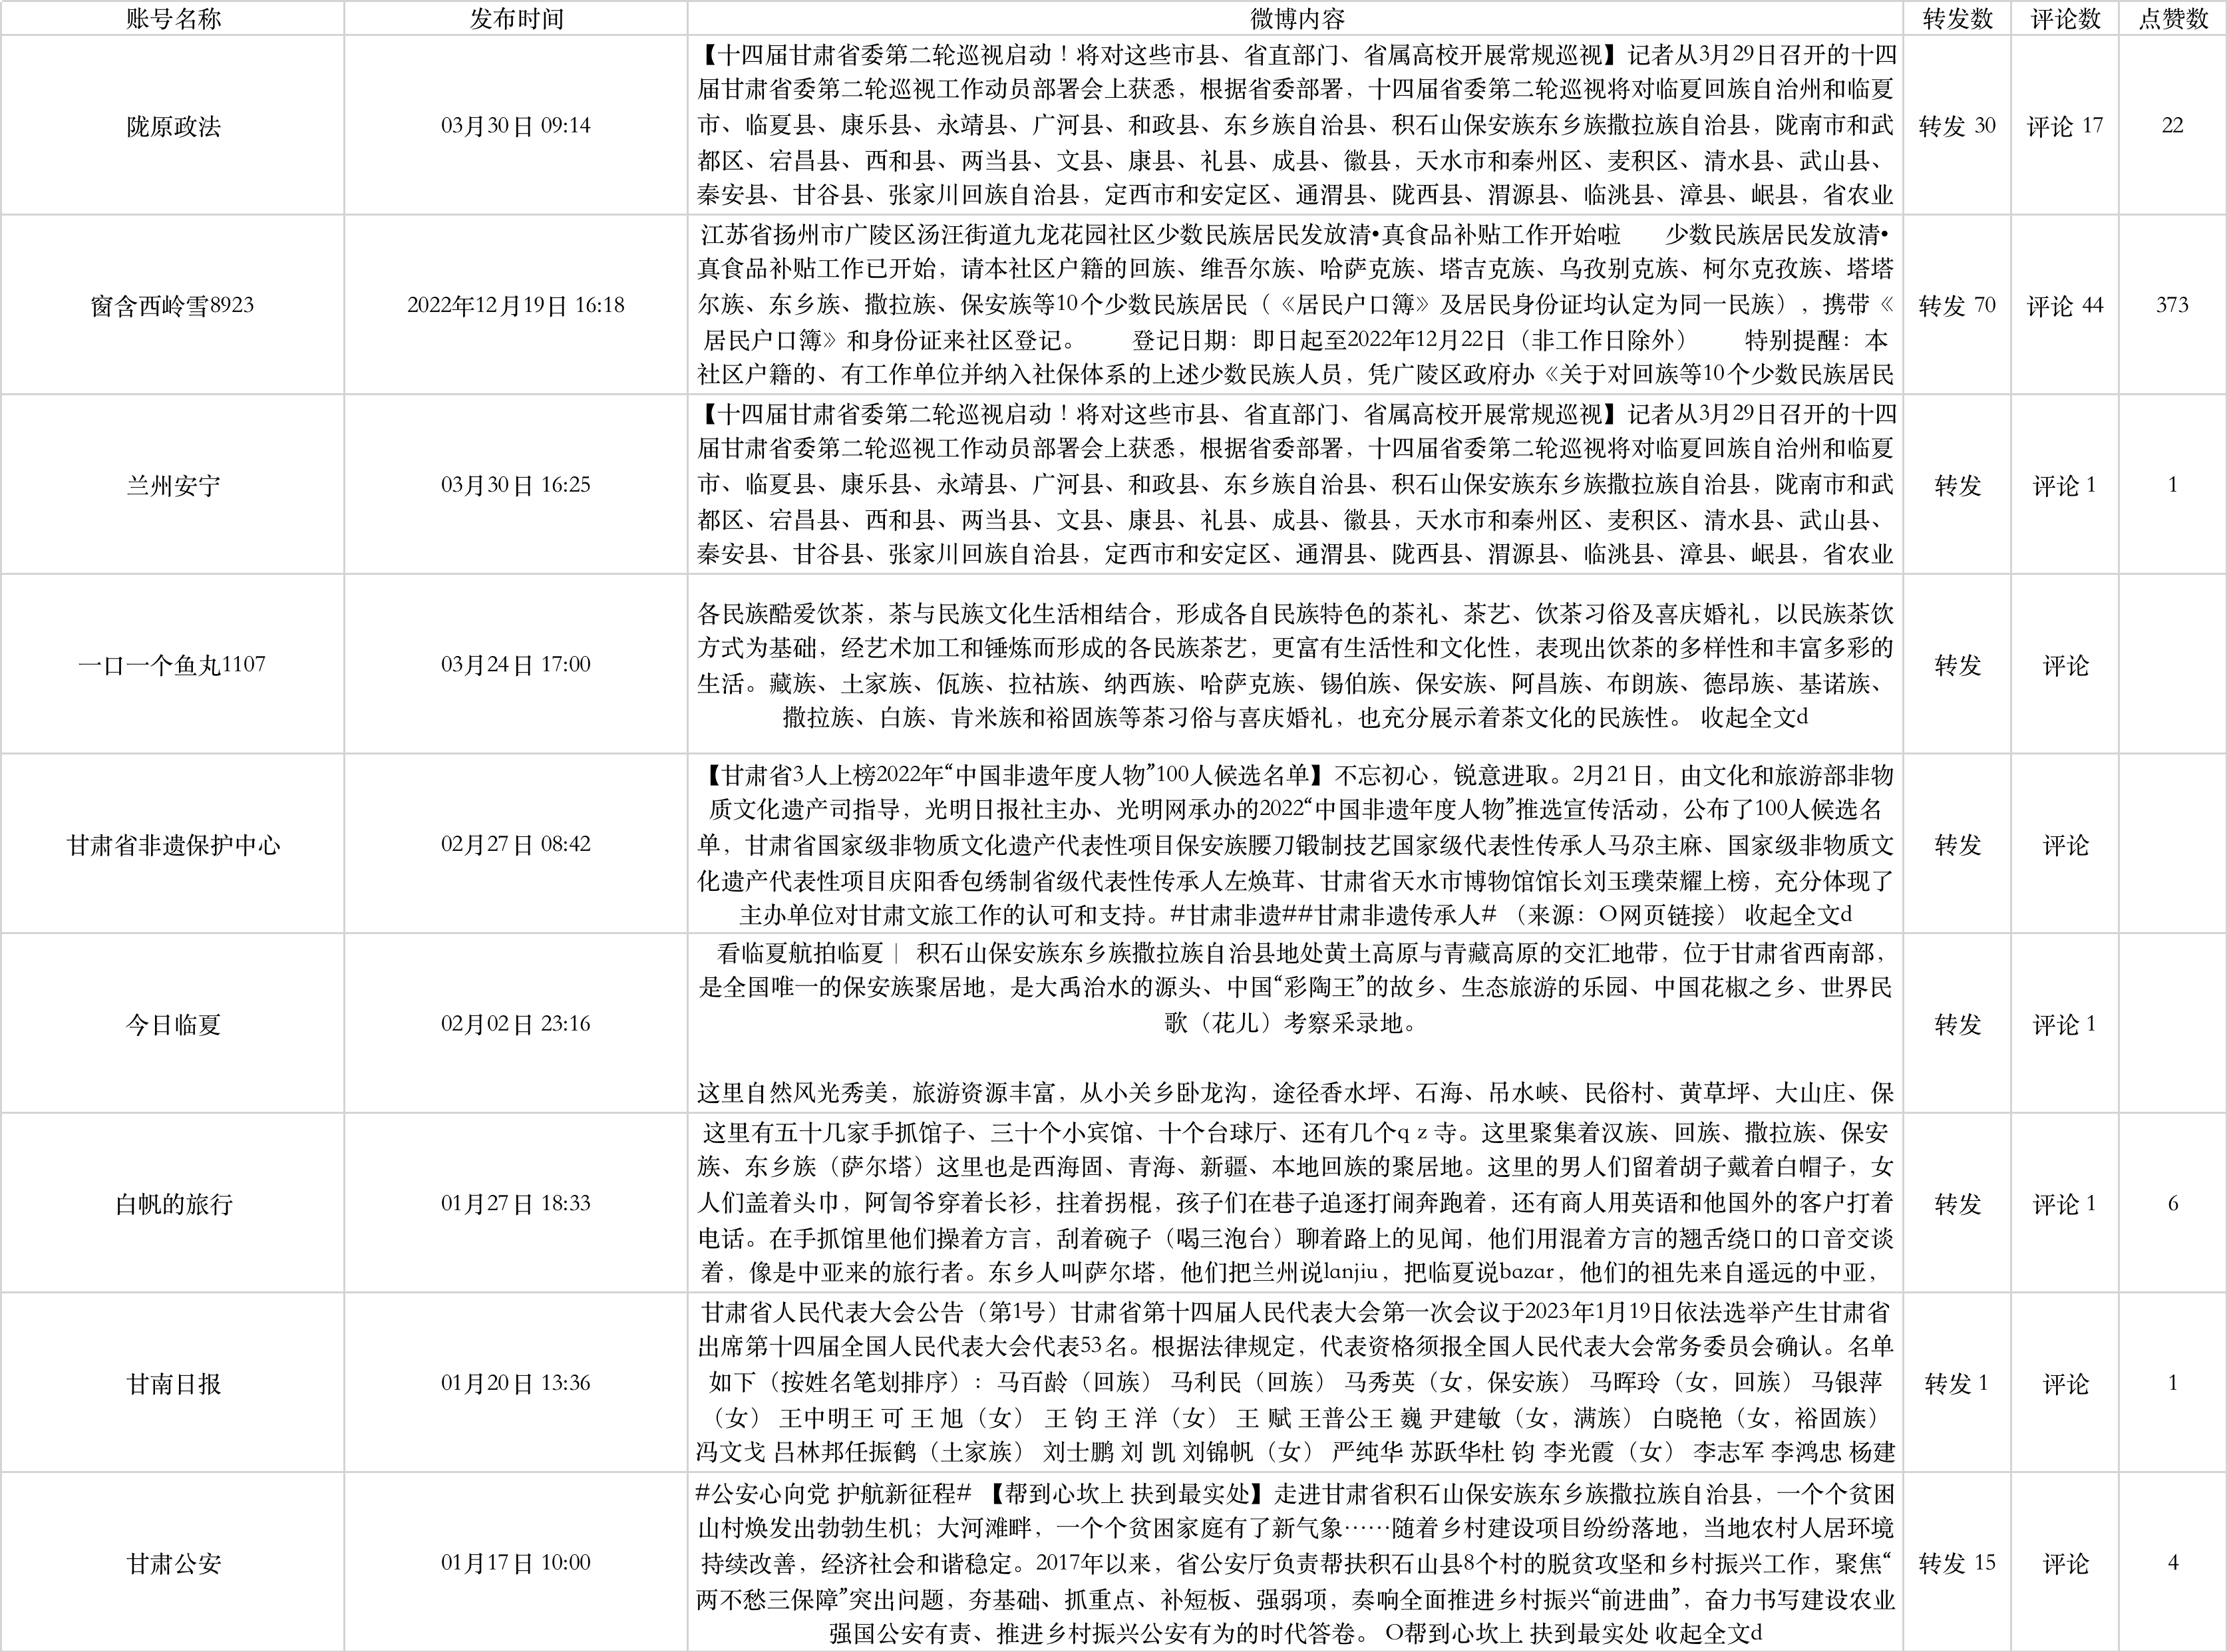 账号名称 发布时间 微博内容 转发数 评论数 点赞数
【十四届甘肃省委第二轮巡视启动！将对这些市县、省直部门、省属高校开展常规巡视】记者从3月29日召开的十四
届甘肃省委第二轮巡视工作动员部署会上获悉，根据省委部署，十四届省委第二轮巡视将对临夏回族自治州和临夏
陇原政法 03月30日 09:14 市、临夏县、康乐县、永靖县、广河县、和政县、东乡族自治县、积石山保安族东乡族撒拉族自治县，陇南市和武 转发 30 评论 17 22
都区、宕昌县、西和县、两当县、文县、康县、礼县、成县、徽县，天水市和秦州区、麦积区、清水县、武山县、
秦安县、甘谷县、张家川回族自治县，定西市和安定区、通渭县、陇西县、渭源县、临洮县、漳县、岷县，省农业
江苏省扬州市广陵区汤汪街道九龙花园社区少数民族居民发放清•真食品补贴工作开始啦 少数民族居民发放清•
真食品补贴工作已开始，请本社区户籍的回族、维吾尔族、哈萨克族、塔吉克族、乌孜别克族、柯尔克孜族、塔塔
窗含西岭雪8923 2022年12月19日 16:18 尔族、东乡族、撒拉族、保安族等10个少数民族居民（《居民户口簿》及居民身份证均认定为同一民族），携带《 转发 70 评论 44 373
居民户口簿》和身份证来社区登记。 登记日期：即日起至2022年12月22日（非工作日除外） 特别提醒：本
社区户籍的、有工作单位并纳入社保体系的上述少数民族人员，凭广陵区政府办《关于对回族等10个少数民族居民
【十四届甘肃省委第二轮巡视启动！将对这些市县、省直部门、省属高校开展常规巡视】记者从3月29日召开的十四
届甘肃省委第二轮巡视工作动员部署会上获悉，根据省委部署，十四届省委第二轮巡视将对临夏回族自治州和临夏
兰州安宁 03月30日 16:25 市、临夏县、康乐县、永靖县、广河县、和政县、东乡族自治县、积石山保安族东乡族撒拉族自治县，陇南市和武 转发 评论 1 1
都区、宕昌县、西和县、两当县、文县、康县、礼县、成县、徽县，天水市和秦州区、麦积区、清水县、武山县、
秦安县、甘谷县、张家川回族自治县，定西市和安定区、通渭县、陇西县、渭源县、临洮县、漳县、岷县，省农业
各民族酷爱饮茶，茶与民族文化生活相结合，形成各自民族特色的茶礼、茶艺、饮茶习俗及喜庆婚礼，以民族茶饮
方式为基础，经艺术加工和锤炼而形成的各民族茶艺，更富有生活性和文化性，表现出饮茶的多样性和丰富多彩的
一口一个鱼丸1107 03月24日 17:00 生活。藏族、土家族、佤族、拉祜族、纳西族、哈萨克族、锡伯族、保安族、阿昌族、布朗族、德昂族、基诺族、 转发 评论
撒拉族、白族、肯米族和裕固族等茶习俗与喜庆婚礼，也充分展示着茶文化的民族性。 收起全文d
【甘肃省3人上榜2022年“中国非遗年度人物”100人候选名单】不忘初心，锐意进取。2月21日，由文化和旅游部非物
质文化遗产司指导，光明日报社主办、光明网承办的2022“中国非遗年度人物”推选宣传活动，公布了100人候选名
甘肃省非遗保护中心 02月27日 08:42 单，甘肃省国家级非物质文化遗产代表性项目保安族腰刀锻制技艺国家级代表性传承人马尕主麻、国家级非物质文 转发 评论
化遗产代表性项目庆阳香包绣制省级代表性传承人左焕茸、甘肃省天水市博物馆馆长刘玉璞荣耀上榜，充分体现了
主办单位对甘肃文旅工作的认可和支持。#甘肃非遗##甘肃非遗传承人# （来源：O网页链接） 收起全文d
看临夏航拍临夏｜ 积石山保安族东乡族撒拉族自治县地处黄土高原与青藏高原的交汇地带，位于甘肃省西南部，
是全国唯一的保安族聚居地，是大禹治水的源头、中国“彩陶王”的故乡、生态旅游的乐园、中国花椒之乡、世界民
今日临夏 02月02日 23:16 歌（花儿）考察采录地。 转发 评论 1
这里自然风光秀美，旅游资源丰富，从小关乡卧龙沟，途径香水坪、石海、吊水峡、民俗村、黄草坪、大山庄、保
这里有五十几家手抓馆子、三十个小宾馆、十个台球厅、还有几个q z 寺。这里聚集着汉族、回族、撒拉族、保安
族、东乡族（萨尔塔）这里也是西海固、青海、新疆、本地回族的聚居地。这里的男人们留着胡子戴着白帽子，女
白帆的旅行 01月27日 18:33 人们盖着头巾，阿訇爷穿着长衫，拄着拐棍，孩子们在巷子追逐打闹奔跑着，还有商人用英语和他国外的客户打着 转发 评论 1 6
电话。在手抓馆里他们操着方言，刮着碗子（喝三泡台）聊着路上的见闻，他们用混着方言的翘舌绕口的口音交谈
着，像是中亚来的旅行者。东乡人叫萨尔塔，他们把兰州说lanjiu，把临夏说bazar，他们的祖先来自遥远的中亚，
甘肃省人民代表大会公告（第1号）甘肃省第十四届人民代表大会第一次会议于2023年1月19日依法选举产生甘肃省
出席第十四届全国人民代表大会代表53名。根据法律规定，代表资格须报全国人民代表大会常务委员会确认。名单
甘南日报 01月20日 13:36 如下（按姓名笔划排序）：马百龄（回族） 马利民（回族） 马秀英（女，保安族） 马晖玲（女，回族） 马银萍 转发 1 评论 1
（女） 王中明王 可 王 旭（女） 王 钧 王 洋（女） 王 赋 王普公王 巍 尹建敏（女，满族） 白晓艳（女，裕固族）
冯文戈 吕林邦任振鹤（土家族） 刘士鹏 刘 凯 刘锦帆（女） 严纯华 苏跃华杜 钧 李光霞（女） 李志军 李鸿忠 杨建
#公安心向党 护航新征程# 【帮到心坎上 扶到最实处】走进甘肃省积石山保安族东乡族撒拉族自治县，一个个贫困
山村焕发出勃勃生机；大河滩畔，一个个贫困家庭有了新气象……随着乡村建设项目纷纷落地，当地农村人居环境
甘肃公安 01月17日 10:00 持续改善，经济社会和谐稳定。2017年以来，省公安厅负责帮扶积石山县8个村的脱贫攻坚和乡村振兴工作，聚焦“ 转发 15 评论 4
两不愁三保障”突出问题，夯基础、抓重点、补短板、强弱项，奏响全面推进乡村振兴“前进曲”，奋力书写建设农业
强国公安有责、推进乡村振兴公安有为的时代答卷。 O帮到心坎上 扶到最实处 收起全文d